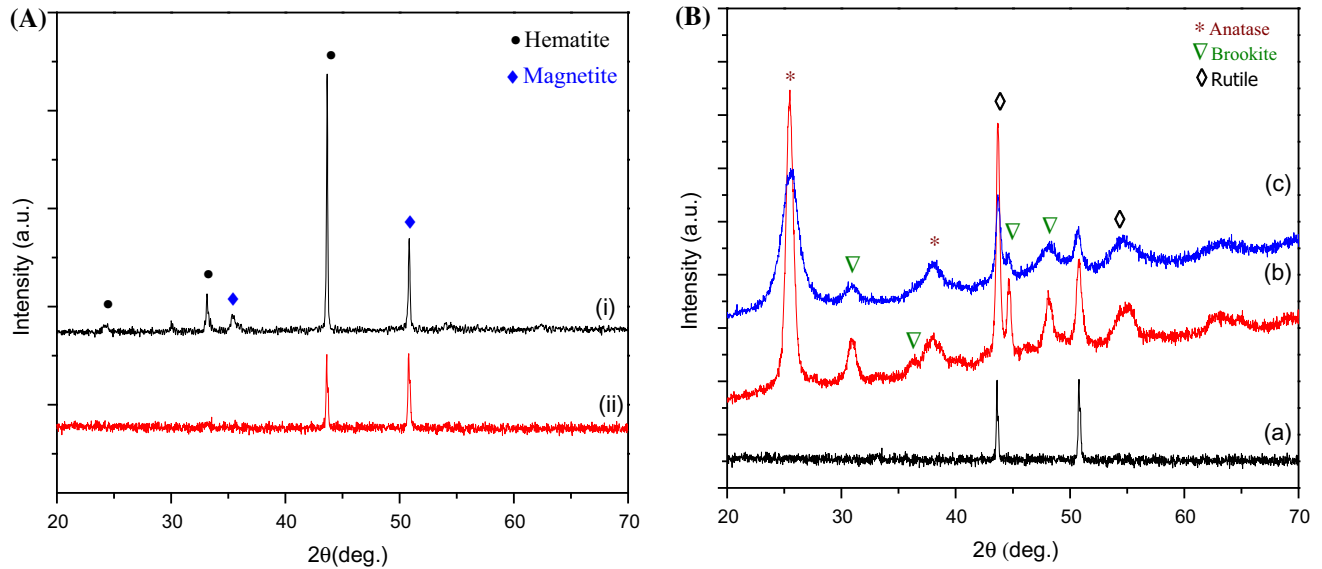 (A)
● Hematite
♦ Magnetite
(i)
(ii)
Intensity (a.u.)
20 30 40 50 60 70
2θ(deg.)
(B)
* Anatase
∇ Brookite
◊ Rutile
(c)
(b)
(a)
Intensity (a.u.)
20 30 40 50 60 70
2θ (deg.)